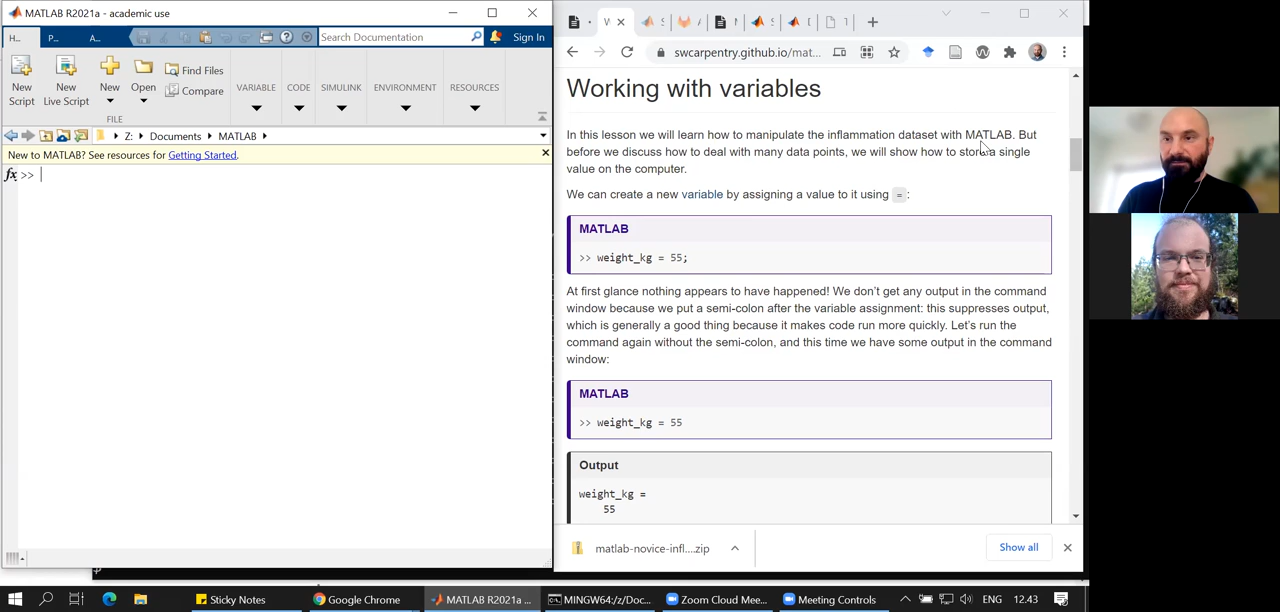 MATLAB R2021a - academic use
H...
P...
A...
Search Documentation
Sign In
New
Script
New
Live Script
New
Open
Find Files
Compare
FILE
VARIABLE
CODE
SIMULINK
ENVIRONMENT
RESOURCES
Z: Documents MATLAB
New to MATLAB? See resources for Getting Started.
fx >>
swcarpentry.github.io/mat...
Working with variables
In this lesson we will learn how to manipulate the inflammation dataset with MATLAB. But
before we discuss how to deal with many data points, we will show how to store a single
value on the computer.
We can create a new variable by assigning a value to it using = :
MATLAB
>> weight_kg = 55;
At first glance nothing appears to have happened! We don't get any output in the command
window because we put a semi-colon after the variable assignment: this suppresses output,
which is generally a good thing because it makes code run more quickly. Let's run the
command again without the semi-colon, and this time we have some output in the command
window:
MATLAB
>> weight_kg = 55
Output
weight_kg =
55
matlab-novice-infl....zip
Show all
Sticky Notes
Google Chrome
MATLAB R2021a ...
MINGW64:/z/Doc...
Zoom Cloud Mee...
Meeting Controls
ENG
12.43